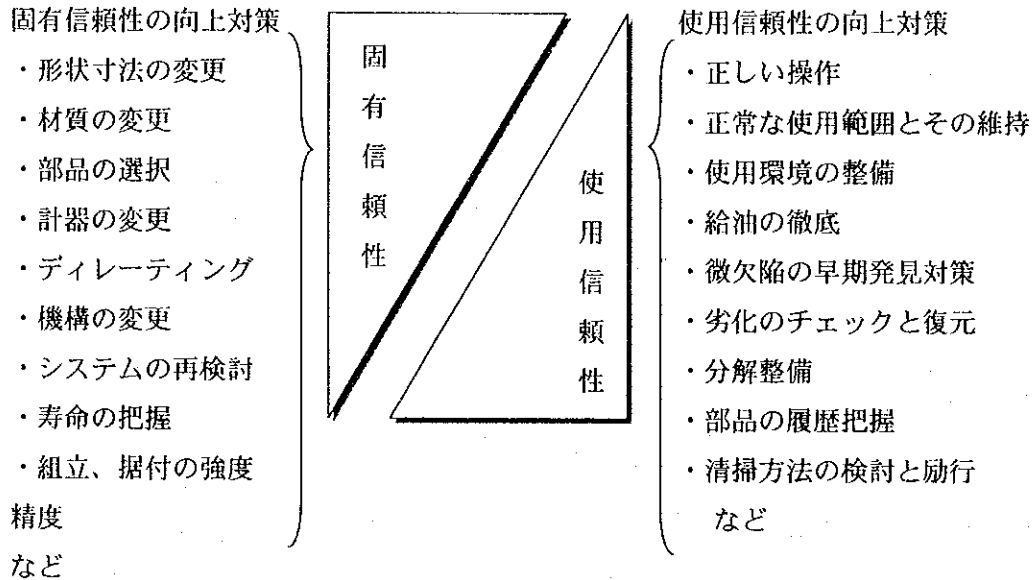 固有信頼性の向上対策
・形状寸法の変更
・材質の変更
・部品の選択
・計器の変更
・ディレーティング
・機構の変更
・システムの再検討
・寿命の把握
・組立、据付の強度
精度
など
固有信頼性
使用信頼性
使用信頼性の向上対策
・正しい操作
・正常な使用範囲とその維持
・使用環境の整備
・給油の徹底
・微欠陥の早期発見対策
・劣化のチェックと復元
・分解整備
・部品の履歴把握
・清掃方法の検討と励行
など